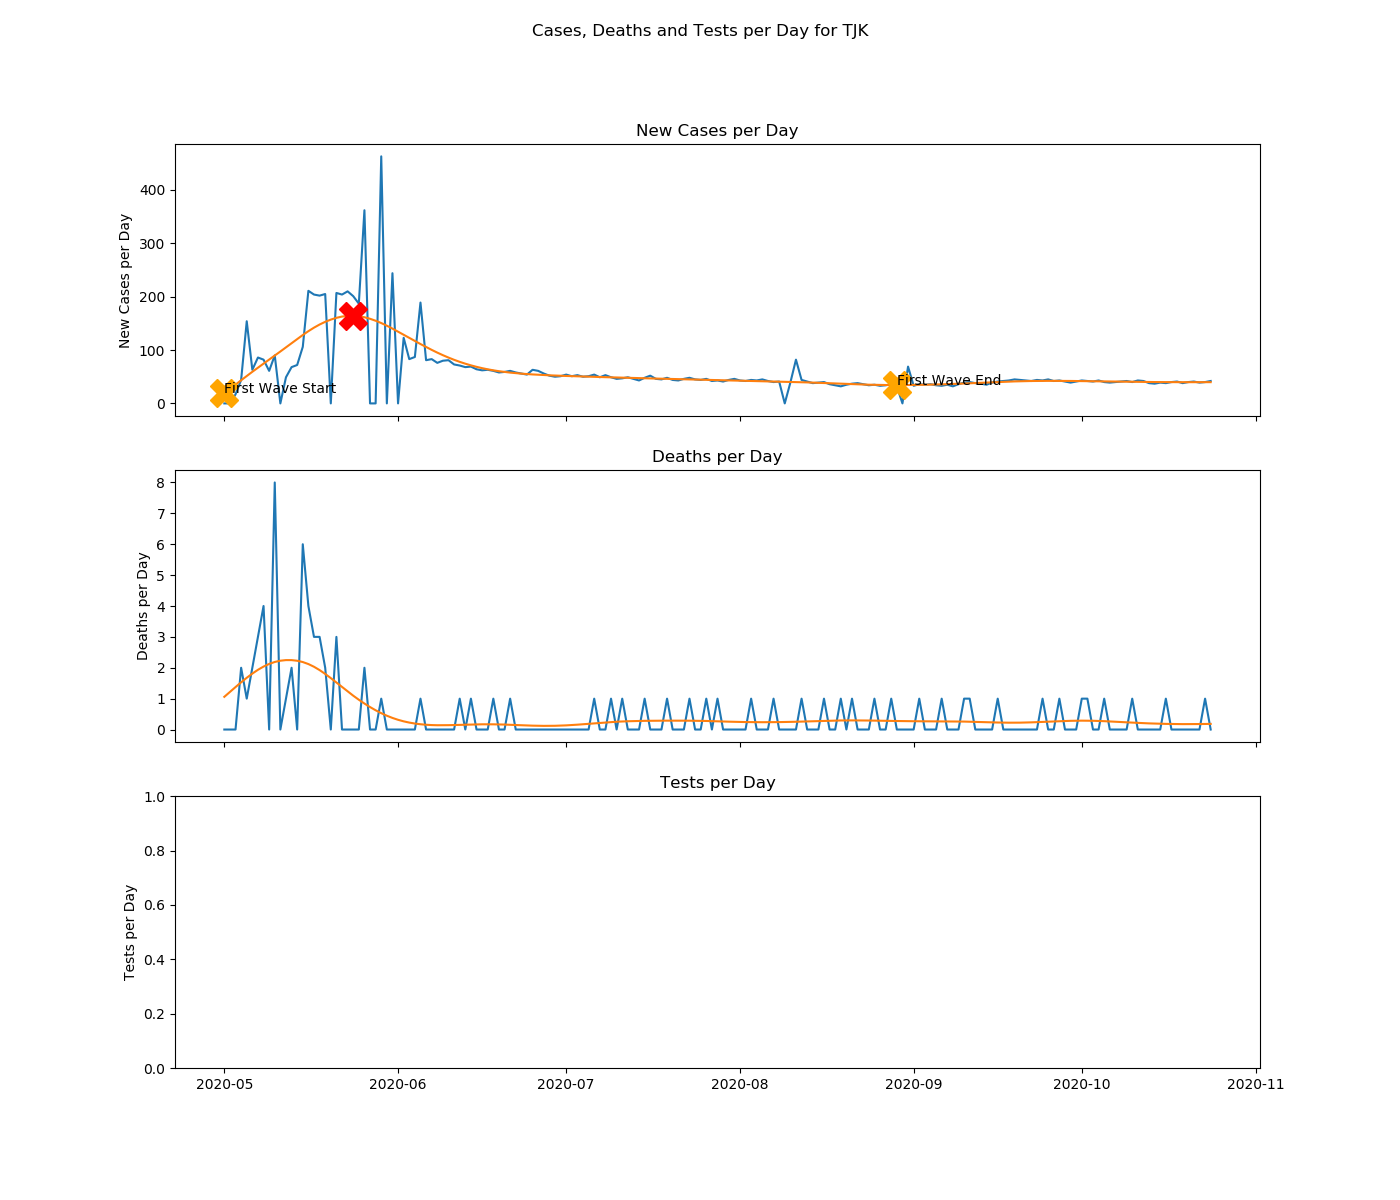 Cases, Deaths and Tests per Day for TJK
New Cases per Day
New Cases per Day
400
300
200
100
0
First Wave Start
First Wave End
Deaths per Day
Deaths per Day
8
7
6
5
4
3
2
1
0
Tests per Day
Tests per Day
1.0
0.8
0.6
0.4
0.2
0.0
2020-05 2020-06 2020-07 2020-08 2020-09 2020-10 2020-11